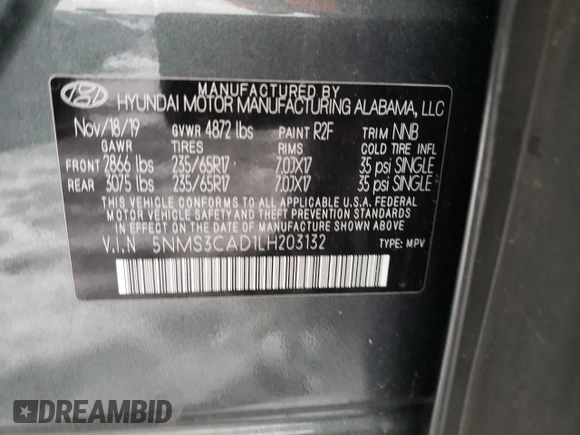 MANUFACTURED BY
HYUNDAI MOTOR MANUFACTURING ALABAMA, LLC
Nov/18/19 GVWR 4872 lbs PAINT R2F TRIM NNB
GAWR TIRES RIMS COLD TIRE INFL
FRONT 2866 lbs 235/65R17 7.0JX17 35 psi SINGLE
REAR 3075 lbs 235/65R17 7.0JX17 35 psi SINGLE
THIS VEHICLE CONFORMS TO ALL APPLICABLE U.S.A. FEDERAL
MOTOR VEHICLE SAFETY AND THEFT PREVENTION STANDARDS IN
EFFECT ON THE DATE OF MANUFACTURE SHOWN ABOVE.
V.I.N 5NMS3CAD1LH203132 TYPE: MPV
DREAMBID